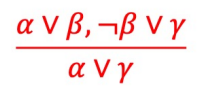 α ∨ β, ¬β ∨ γ
α ∨ γ